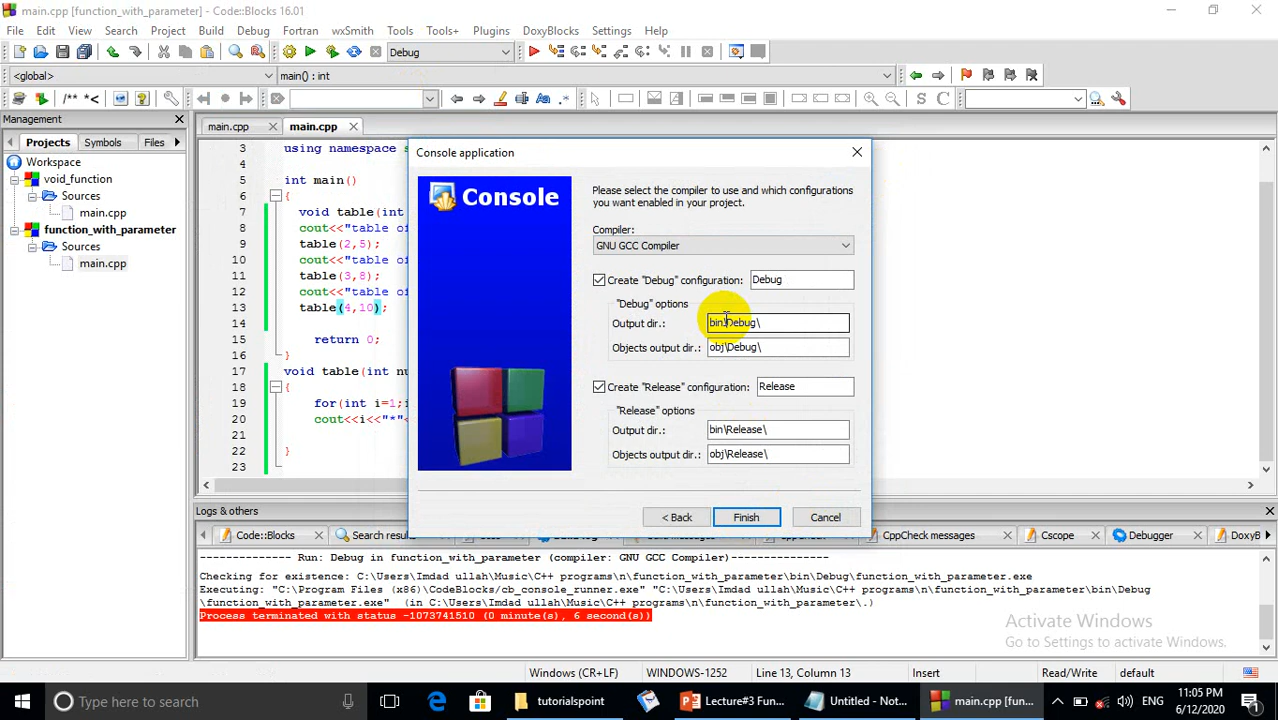 main.cpp [function_with_parameter] - Code::Blocks 16.01
File Edit View Search Project Build Debug Fortran wxSmith Tools Tools+ Plugins DoxyBlocks Settings Help
Debug
<global> main() : int
/** *<
S C
Management
Projects Symbols Files
Workspace
void_function
Sources
main.cpp
function_with_parameter
Sources
main.cpp
main.cpp main.cpp
3 using namespace s
4
5 int main()
6 {
7 void table(int
8 cout<<"table of
9 table(2,5);
10 cout<<"table of
11 table(3,8);
12 cout<<"table of
13 table(4,10);
14
15 return 0;
16 }
17 void table(int nu
18 {
19 for(int i=1;i
20 cout<<i<<"*"<
21
22 }
23
Console application
Console
Please select the compiler to use and which configurations
you want enabled in your project.
Compiler:
GNU GCC Compiler
Create "Debug" configuration: Debug
"Debug" options
Output dir.: bin\Debug\
Objects output dir.: obj\Debug\
Create "Release" configuration: Release
"Release" options
Output dir.: bin\Release\
Objects output dir.: obj\Release\
< Back Finish Cancel
Logs & others
Code::Blocks Search results CppCheck messages Cscope Debugger DoxyB
-------------- Run: Debug in function_with_parameter (compiler: GNU GCC Compiler)---------------
Checking for existence: C:\Users\Imdad ullah\Music\C++ programs\n\function_with_parameter\bin\Debug\function_with_parameter.exe
Executing: "C:\Program Files (x86)\CodeBlocks/cb_console_runner.exe" "C:\Users\Imdad ullah\Music\C++ programs\n\function_with_parameter\bin\Debug
\function_with_parameter.exe" (in C:\Users\Imdad ullah\Music\C++ programs\n\function_with_parameter\.)
Process terminated with status -1073741510 (0 minute(s), 6 second(s))
Activate Windows
Go to Settings to activate Windows.
Windows (CR+LF) WINDOWS-1252 Line 13, Column 13 Insert Read/Write default
Type here to search
tutorialspoint
Lecture#3 Fun...
Untitled - Not...
main.cpp [fun...
ENG
11:05 PM
6/12/2020
1